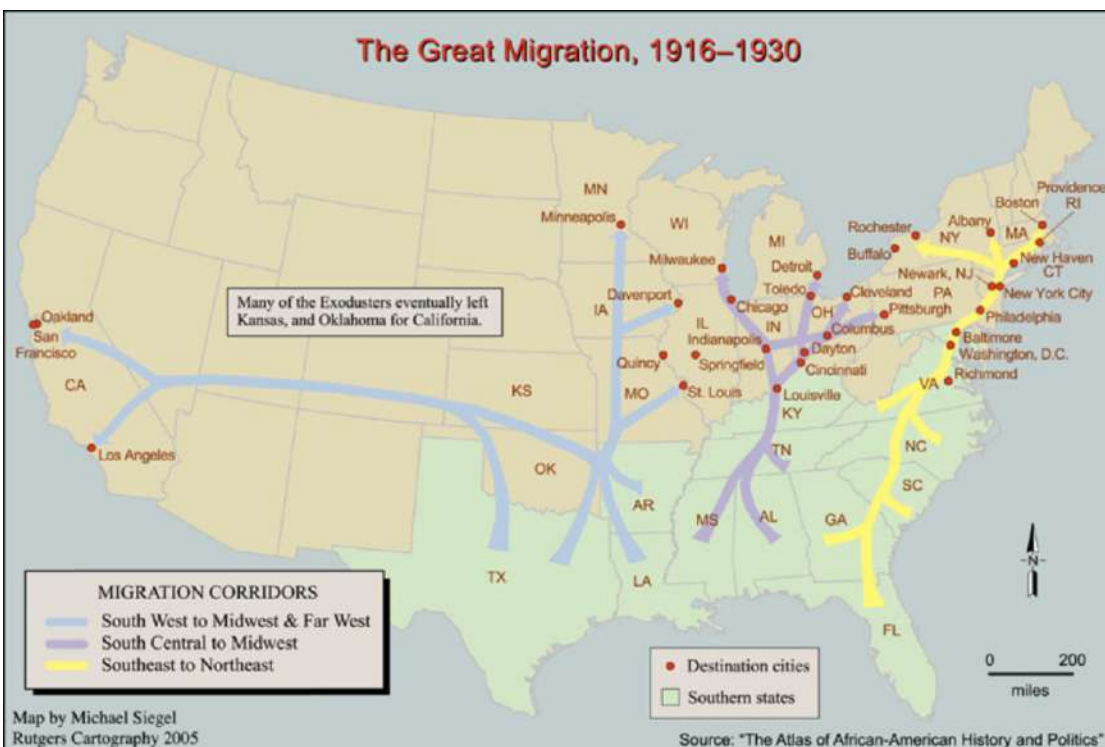 The Great Migration, 1916–1930
MN
Minneapolis
WI
MI
Milwaukee
Detroit
Toledo
Chicago
Davenport
IA
IL
IN
OH
Indianapolis
Quincy
Springfield
MO
St. Louis
Dayton
Cincinnati
Columbus
Cleveland
Pittsburgh
Louisville
KY
Rochester
Buffalo
Albany
NY
Boston
Providence
RI
MA
New Haven
CT
Newark, NJ
PA
New York City
Philadelphia
Baltimore
Washington, D.C.
Richmond
VA
NC
SC
GA
FL
TN
MS
AL
AR
LA
OK
TX
KS
Many of the Exodusters eventually left
Kansas, and Oklahoma for California.
Oakland
San
Francisco
CA
Los Angeles
MIGRATION CORRIDORS
South West to Midwest & Far West
South Central to Midwest
Southeast to Northeast
Destination cities
Southern states
N
0 200
miles
Map by Michael Siegel
Rutgers Cartography 2005
Source: "The Atlas of African-American History and Politics"